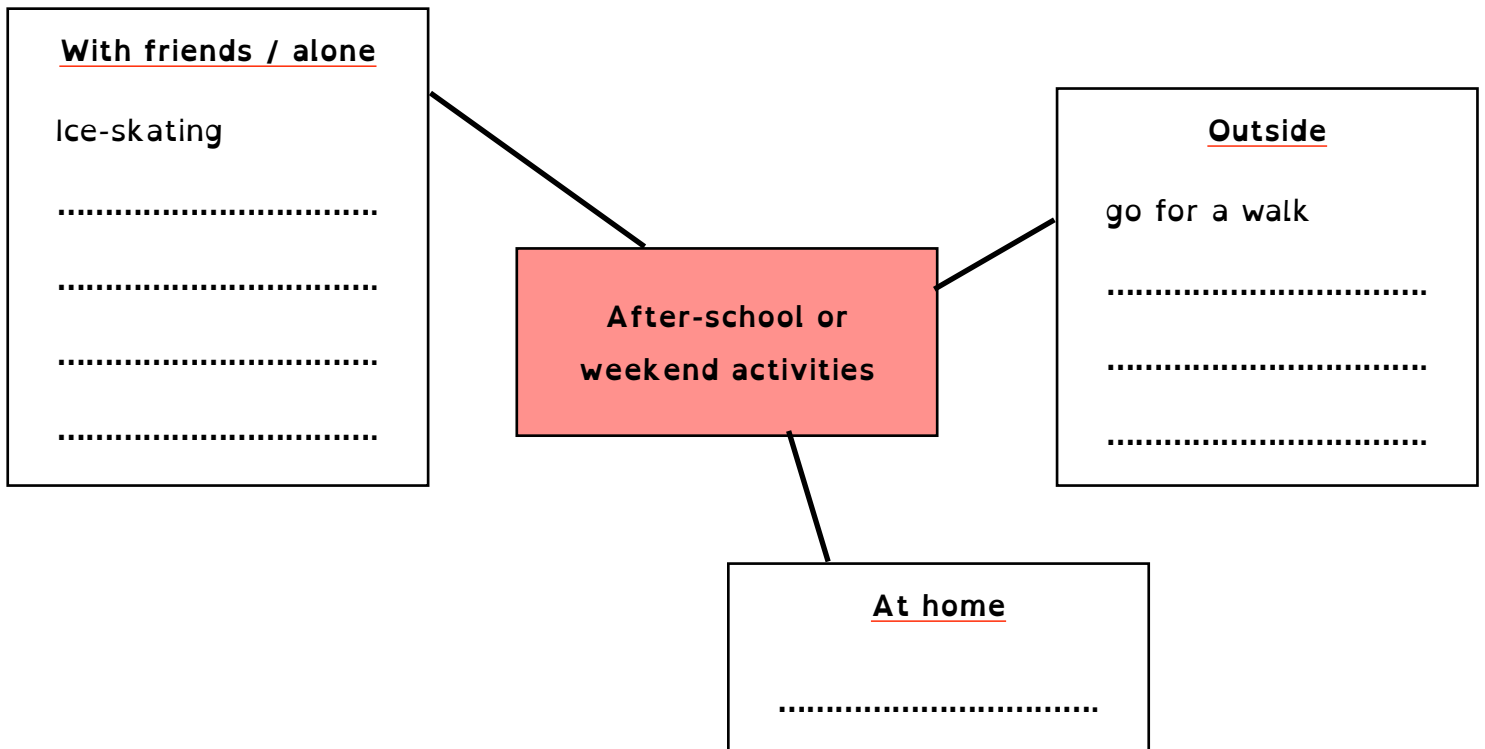 With friends / alone
Ice-skating
……………………………
……………………………
……………………………
……………………………
Outside
go for a walk
……………………………
……………………………
……………………………
After-school or
weekend activities
At home
……………………………